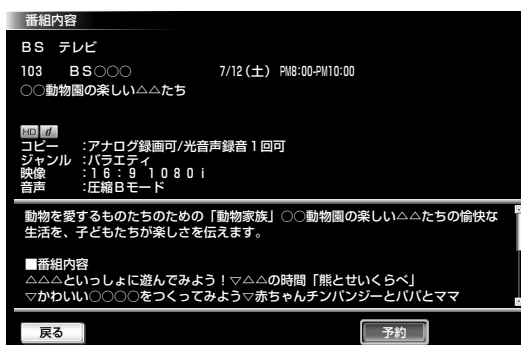 番組内容
BS テレビ
103 BS○○○ 7/12(土) PM8:00-PM10:00
○○動物園の楽しい△△たち
HD d
コピー :アナログ録画可/光音声録音1回可
ジャンル :バラエティ
映像 :16:9 1080i
音声 :圧縮Bモード
動物を愛するものたちのための「動物家族」○○動物園の楽しい△△たちの愉快な
生活を、子どもたちが楽しさを伝えます。
■番組内容
△△△といっしょに遊んでみよう!▽△△の時間「熊とせいくらべ」
▽かわいい○○○○をつくってみよう▽赤ちゃんチンパンジーとパパとママ
戻る 予約